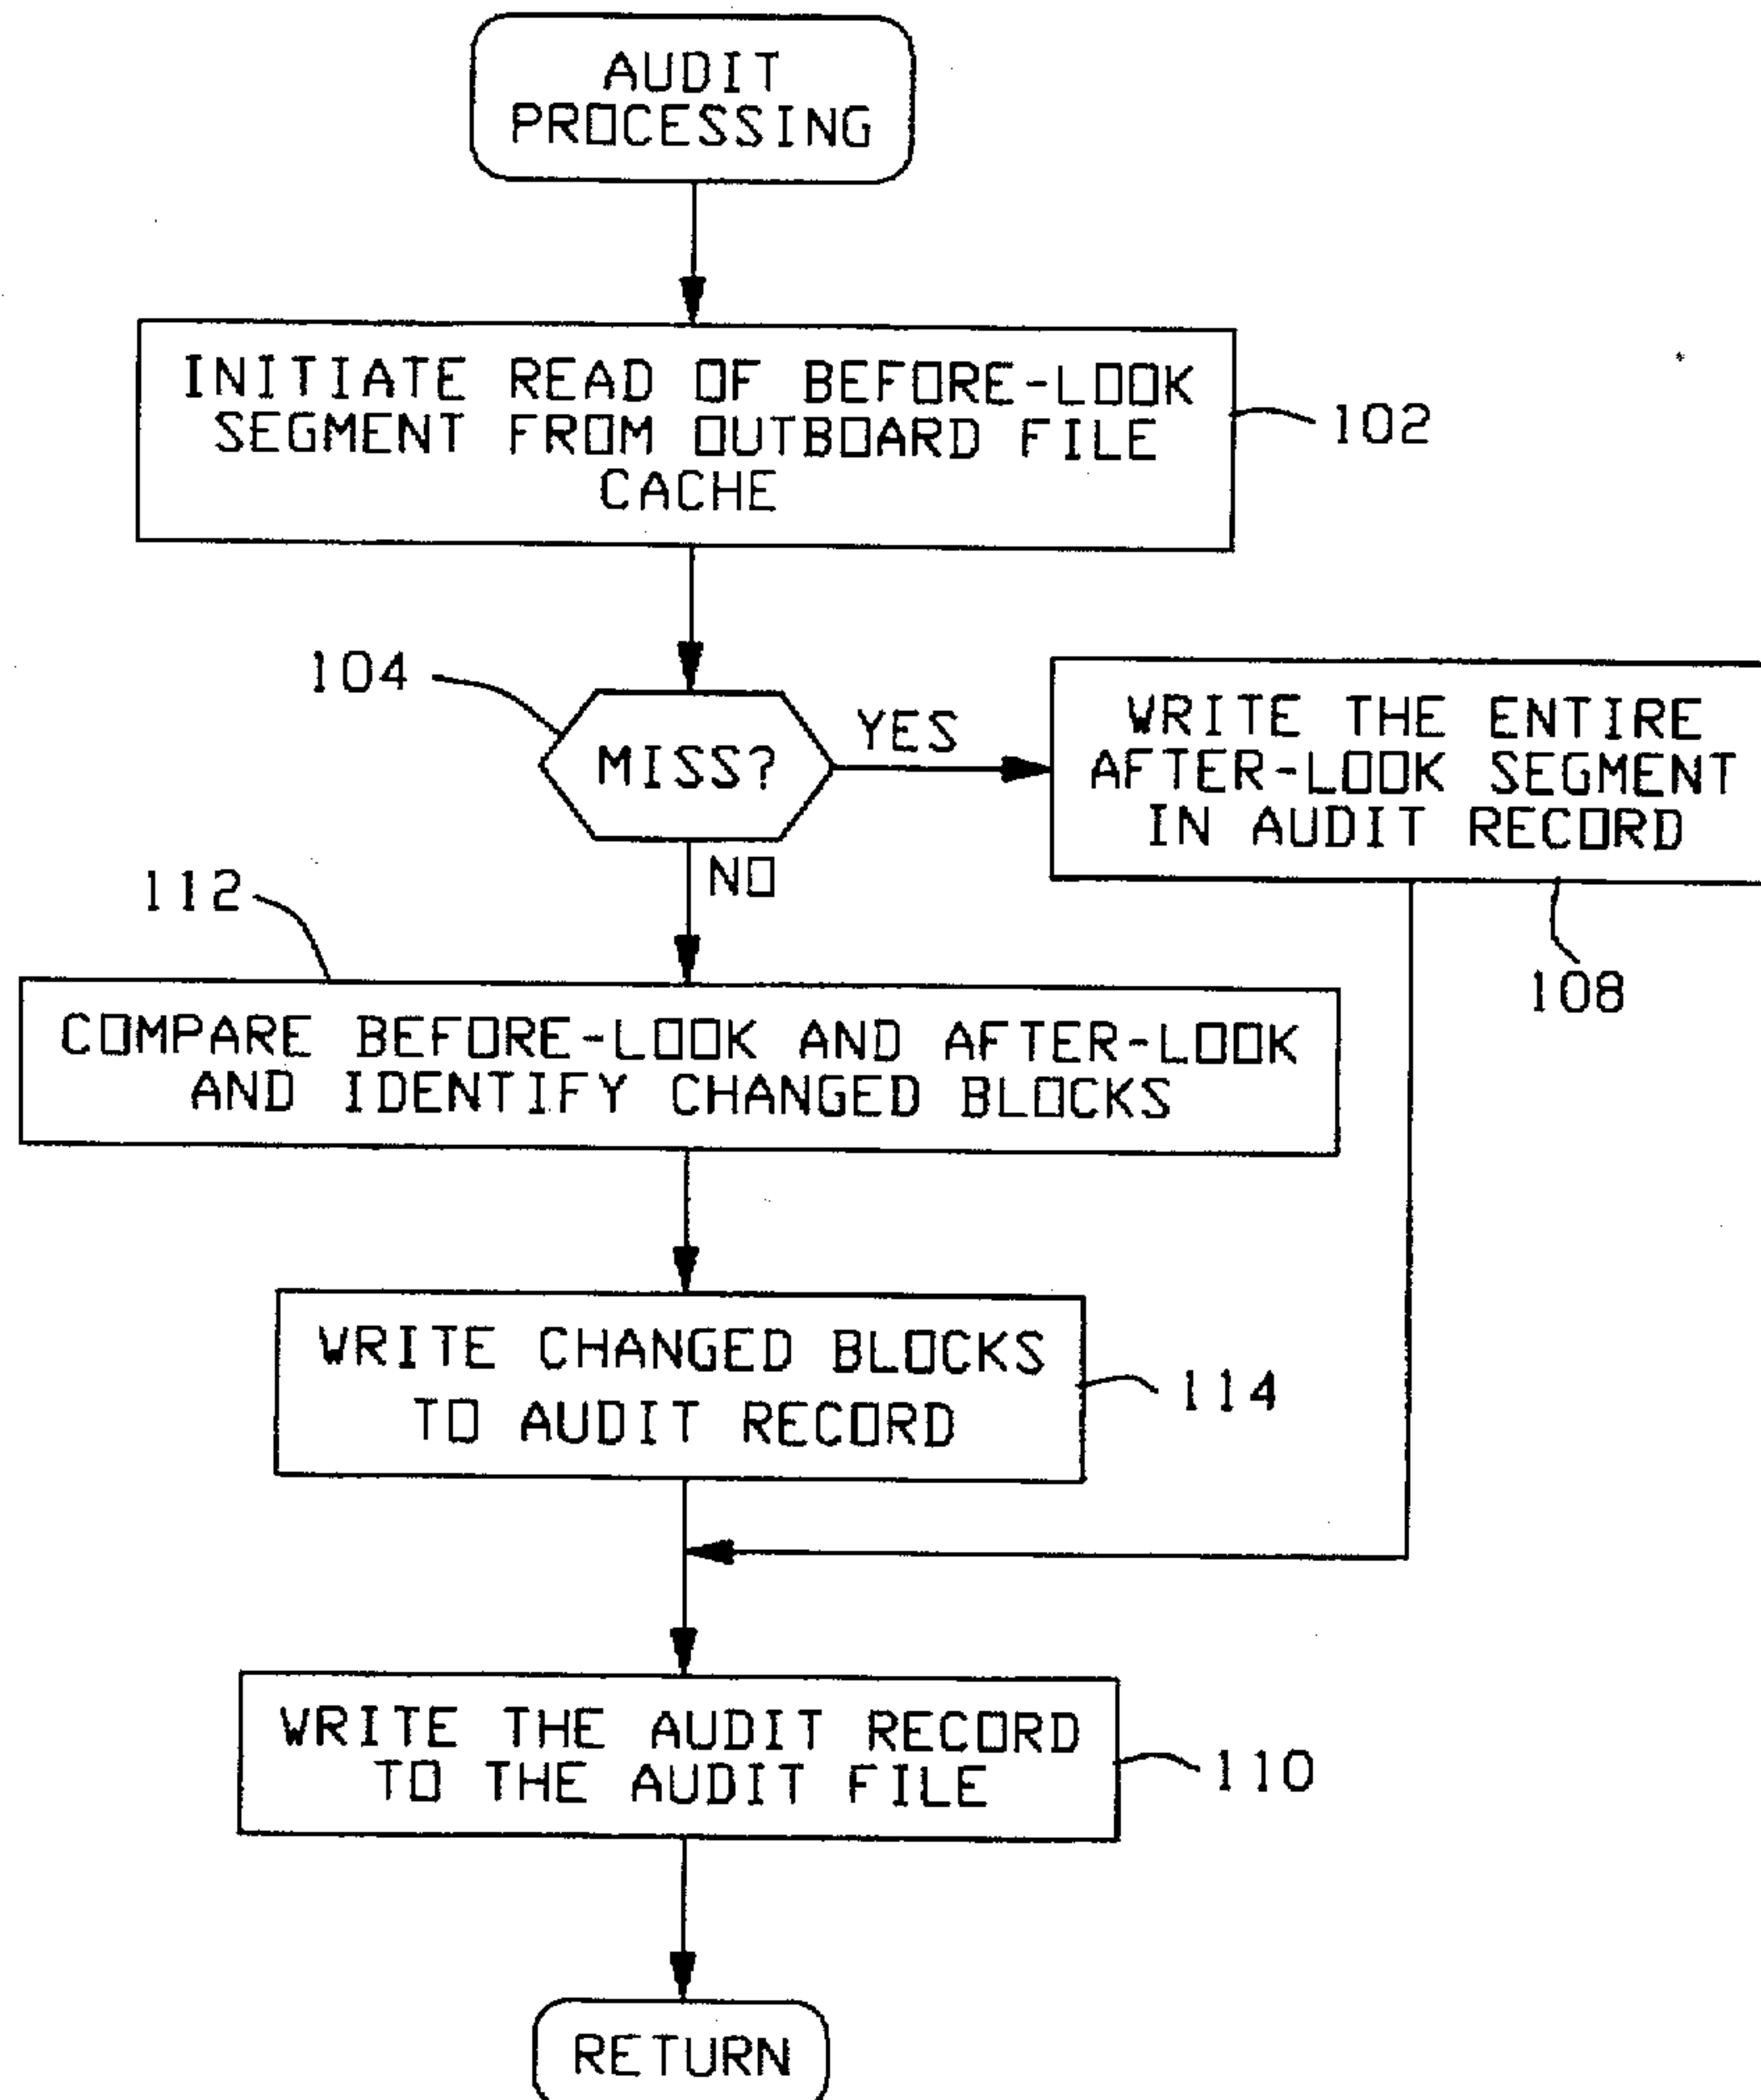 AUDIT
PROCESSING
INITIATE READ OF BEFORE-LOOK
SEGMENT FROM OUTBOARD FILE
CACHE
102
104
MISS?
YES
WRITE THE ENTIRE
AFTER-LOOK SEGMENT
IN AUDIT RECORD
108
NO
112
COMPARE BEFORE-LOOK AND AFTER-LOOK
AND IDENTIFY CHANGED BLOCKS
WRITE CHANGED BLOCKS
TO AUDIT RECORD
114
WRITE THE AUDIT RECORD
TO THE AUDIT FILE
110
RETURN